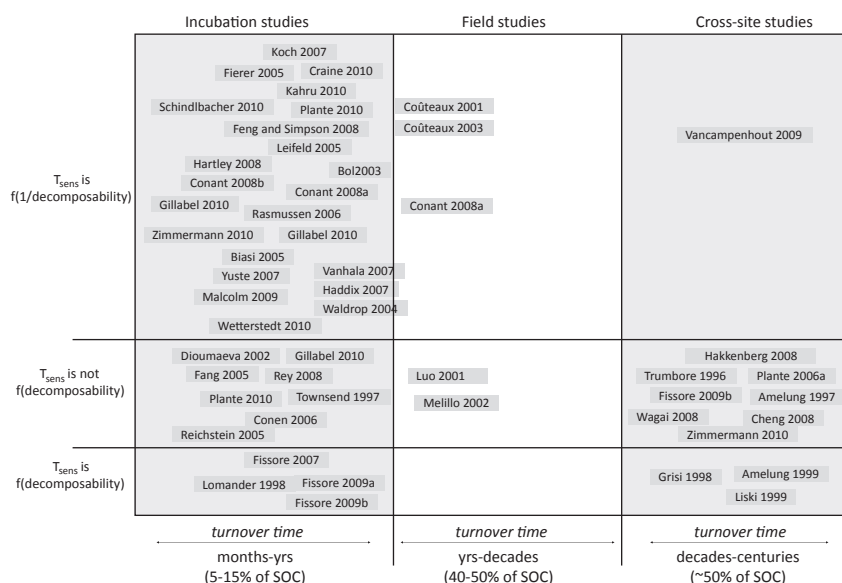 Incubation studies
Field studies
Cross-site studies
T_sens is
f(1/decomposability)
Koch 2007
Fierer 2005
Craine 2010
Kahru 2010
Schindlbacher 2010
Plante 2010
Feng and Simpson 2008
Leifeld 2005
Hartley 2008
Bol2003
Conant 2008b
Conant 2008a
Gillabel 2010
Rasmussen 2006
Zimmermann 2010
Gillabel 2010
Biasi 2005
Yuste 2007
Vanhala 2007
Haddix 2007
Malcolm 2009
Waldrop 2004
Wetterstedt 2010
Coûteaux 2001
Coûteaux 2003
Conant 2008a
Vancampenhout 2009
T_sens is not
f(decomposability)
Dioumaeva 2002
Gillabel 2010
Fang 2005
Rey 2008
Plante 2010
Townsend 1997
Conen 2006
Reichstein 2005
Luo 2001
Melillo 2002
Hakkenberg 2008
Trumbore 1996
Plante 2006a
Fissore 2009b
Amelung 1997
Wagai 2008
Cheng 2008
Zimmermann 2010
T_sens is
f(decomposability)
Fissore 2007
Lomander 1998
Fissore 2009a
Fissore 2009b
Grisi 1998
Amelung 1999
Liski 1999
turnover time
months-yrs
(5-15% of SOC)
turnover time
yrs-decades
(40-50% of SOC)
turnover time
decades-centuries
(~50% of SOC)